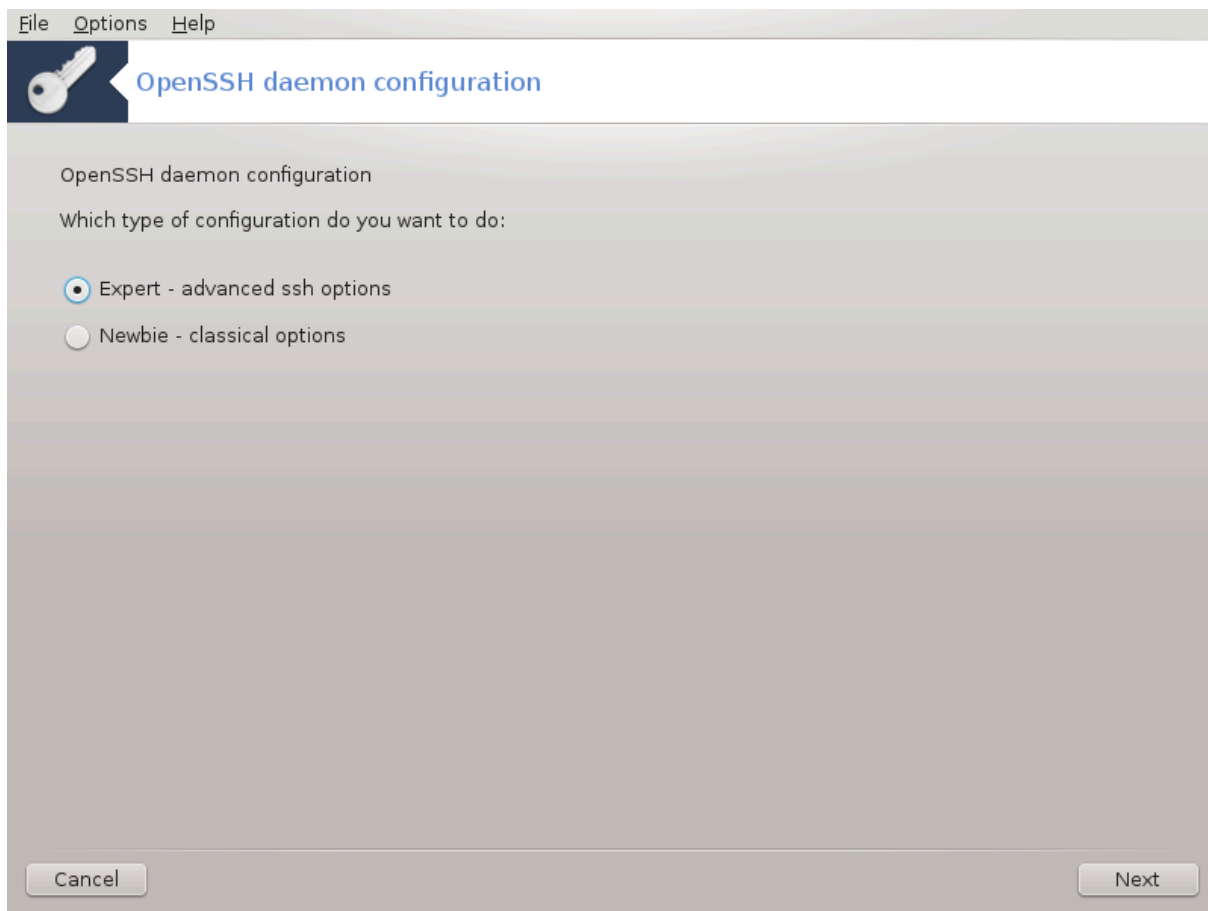 File Options Help
OpenSSH daemon configuration
OpenSSH daemon configuration
Which type of configuration do you want to do:
Expert - advanced ssh options
Newbie - classical options
Cancel Next